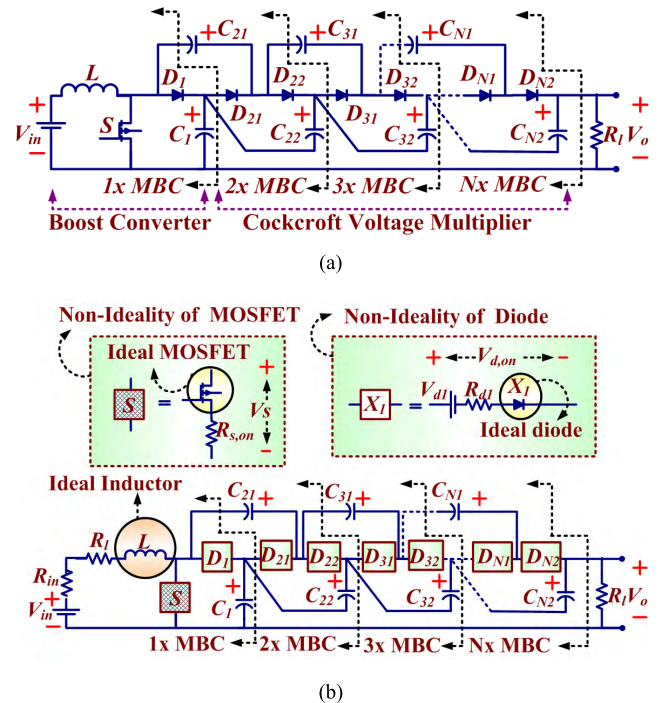 C21 C31 CN1
L D1 D22 D32 DN1 DN2
D21 D31
+ Vin − S C1 C22 C32 CN2 Rl Vo + −
1x MBC 2x MBC 3x MBC Nx MBC
Boost Converter Cockcroft Voltage Multiplier
(a)
Non-Ideality of MOSFET Non-Ideality of Diode
Ideal MOSFET
S = Vs + −
Rs,on
+ Vd,on −
Vd1 Rd1 X1
X1 =
Ideal diode
Ideal Inductor
C21 + C31 + CN1 +
Rl L
D1 D21 D22 D31 D32 DN1 DN2
Rin
+ Vin − S C1 C22 C32 CN2 Rl Vo + −
1x MBC 2x MBC 3x MBC Nx MBC
(b)